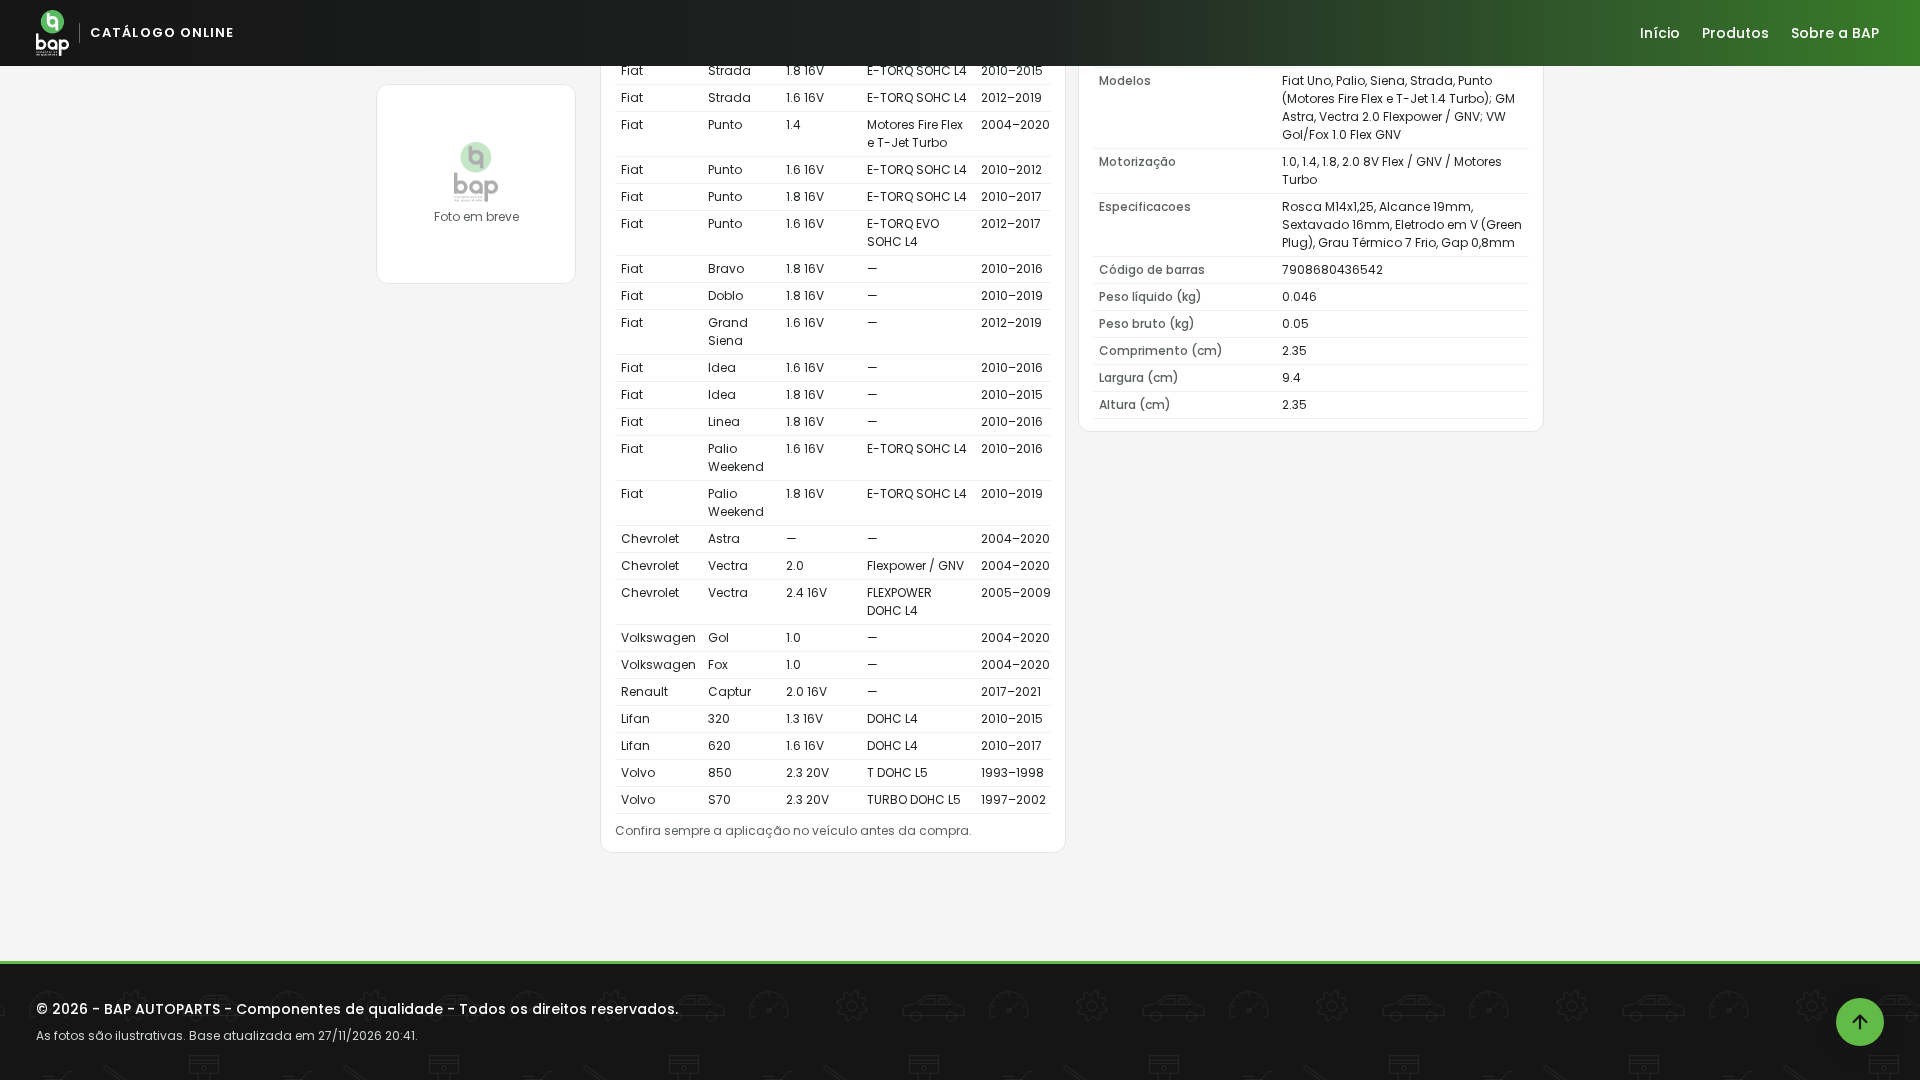 bap
CATÁLOGO ONLINE
Início
Produtos
Sobre a BAP
bap
Foto em breve
Fiat Strada 1.8 16V E-TORQ SOHC L4 2010–2015
Fiat Strada 1.6 16V E-TORQ SOHC L4 2012–2019
Fiat Punto 1.4 Motores Fire Flex 2004–2020
e T-Jet Turbo
Fiat Punto 1.6 16V E-TORQ SOHC L4 2010–2012
Fiat Punto 1.8 16V E-TORQ SOHC L4 2010–2017
Fiat Punto 1.6 16V E-TORQ EVO 2012–2017
SOHC L4
Fiat Bravo 1.8 16V — 2010–2016
Fiat Doblo 1.8 16V — 2010–2019
Fiat Grand 1.6 16V — 2012–2019
Siena
Fiat Idea 1.6 16V — 2010–2016
Fiat Idea 1.8 16V — 2010–2015
Fiat Linea 1.8 16V — 2010–2016
Fiat Palio 1.6 16V E-TORQ SOHC L4 2010–2016
Weekend
Fiat Palio 1.8 16V E-TORQ SOHC L4 2010–2019
Weekend
Chevrolet Astra — — 2004–2020
Chevrolet Vectra 2.0 Flexpower / GNV 2004–2020
Chevrolet Vectra 2.4 16V FLEXPOWER 2005–2009
DOHC L4
Volkswagen Gol 1.0 — 2004–2020
Volkswagen Fox 1.0 — 2004–2020
Renault Captur 2.0 16V — 2017–2021
Lifan 320 1.3 16V DOHC L4 2010–2015
Lifan 620 1.6 16V DOHC L4 2010–2017
Volvo 850 2.3 20V T DOHC L5 1993–1998
Volvo S70 2.3 20V TURBO DOHC L5 1997–2002
Confira sempre a aplicação no veículo antes da compra.
Modelos Fiat Uno, Palio, Siena, Strada, Punto
(Motores Fire Flex e T-Jet 1.4 Turbo); GM
Astra, Vectra 2.0 Flexpower / GNV; VW
Gol/Fox 1.0 Flex GNV
Motorização 1.0, 1.4, 1.8, 2.0 8V Flex / GNV / Motores
Turbo
Especificacoes Rosca M14x1,25, Alcance 19mm,
Sextavado 16mm, Eletrodo em V (Green
Plug), Grau Térmico 7 Frio, Gap 0,8mm
Código de barras 7908680436542
Peso líquido (kg) 0.046
Peso bruto (kg) 0.05
Comprimento (cm) 2.35
Largura (cm) 9.4
Altura (cm) 2.35
© 2026 - BAP AUTOPARTS - Componentes de qualidade - Todos os direitos reservados.
As fotos são ilustrativas. Base atualizada em 27/11/2026 20:41.